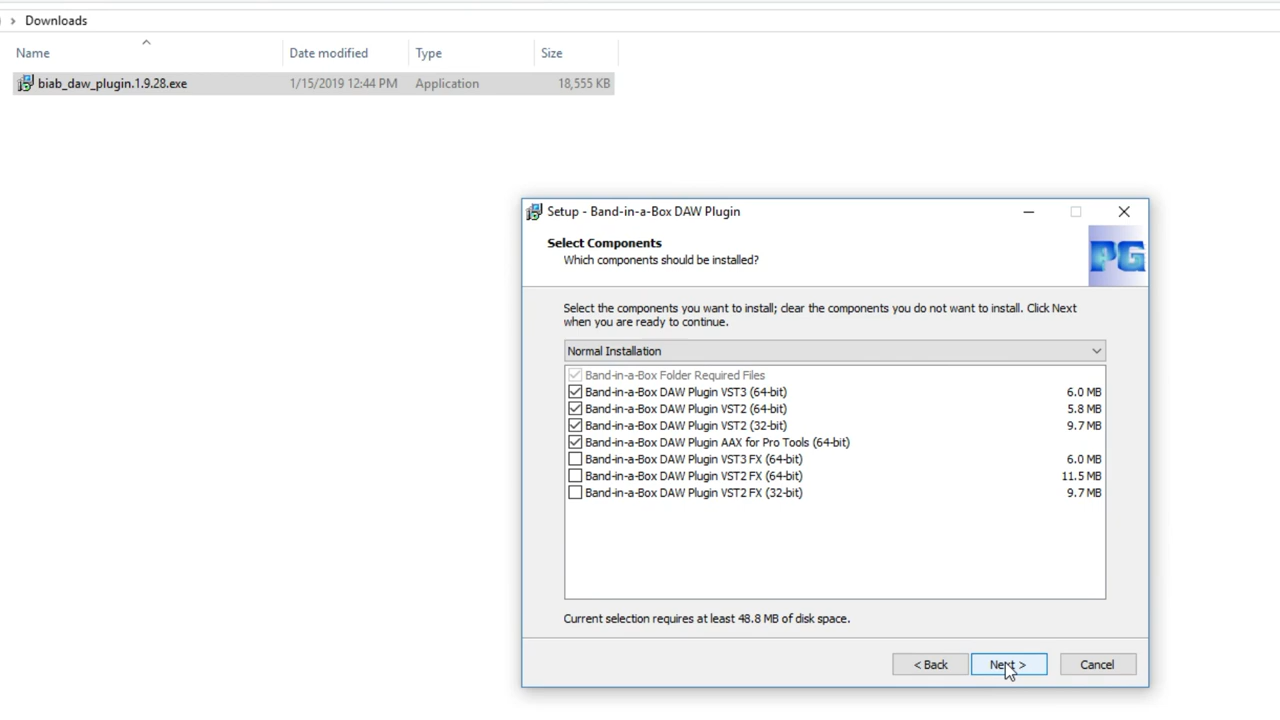 Downloads
Name Date modified Type Size
biab_daw_plugin.1.9.28.exe 1/15/2019 12:44 PM Application 18,555 KB
Setup - Band-in-a-Box DAW Plugin
Select Components
Which components should be installed?
PG
Select the components you want to install; clear the components you do not want to install. Click Next
when you are ready to continue.
Normal Installation
Band-in-a-Box Folder Required Files
Band-in-a-Box DAW Plugin VST3 (64-bit) 6.0 MB
Band-in-a-Box DAW Plugin VST2 (64-bit) 5.8 MB
Band-in-a-Box DAW Plugin VST2 (32-bit) 9.7 MB
Band-in-a-Box DAW Plugin AAX for Pro Tools (64-bit)
Band-in-a-Box DAW Plugin VST3 FX (64-bit) 6.0 MB
Band-in-a-Box DAW Plugin VST2 FX (64-bit) 11.5 MB
Band-in-a-Box DAW Plugin VST2 FX (32-bit) 9.7 MB
Current selection requires at least 48.8 MB of disk space.
< Back Next > Cancel